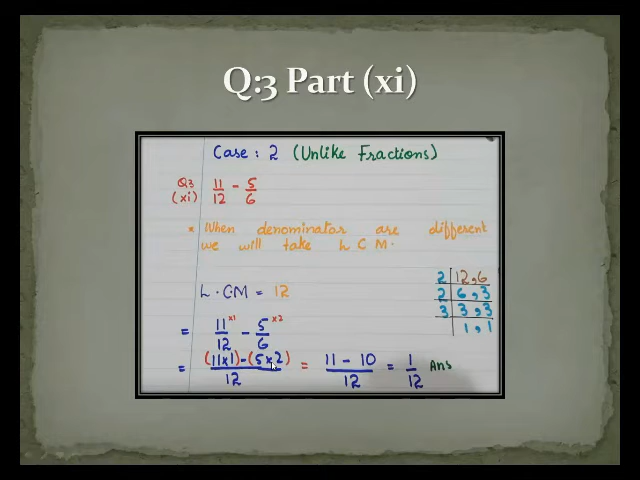 Q:3 Part (xi)
Case : 2 (Unlike Fractions)
Q3
(xi) 11/12 - 5/6
* When denominator are different
we will take L C M.
L.CM = 12
2 | 12, 6
2 | 6, 3
3 | 3, 3
1, 1
= 11/12 ×1 - 5/6 ×2
= (11×1) - (5×2) / 12 = 11 - 10 / 12 = 1/12 Ans